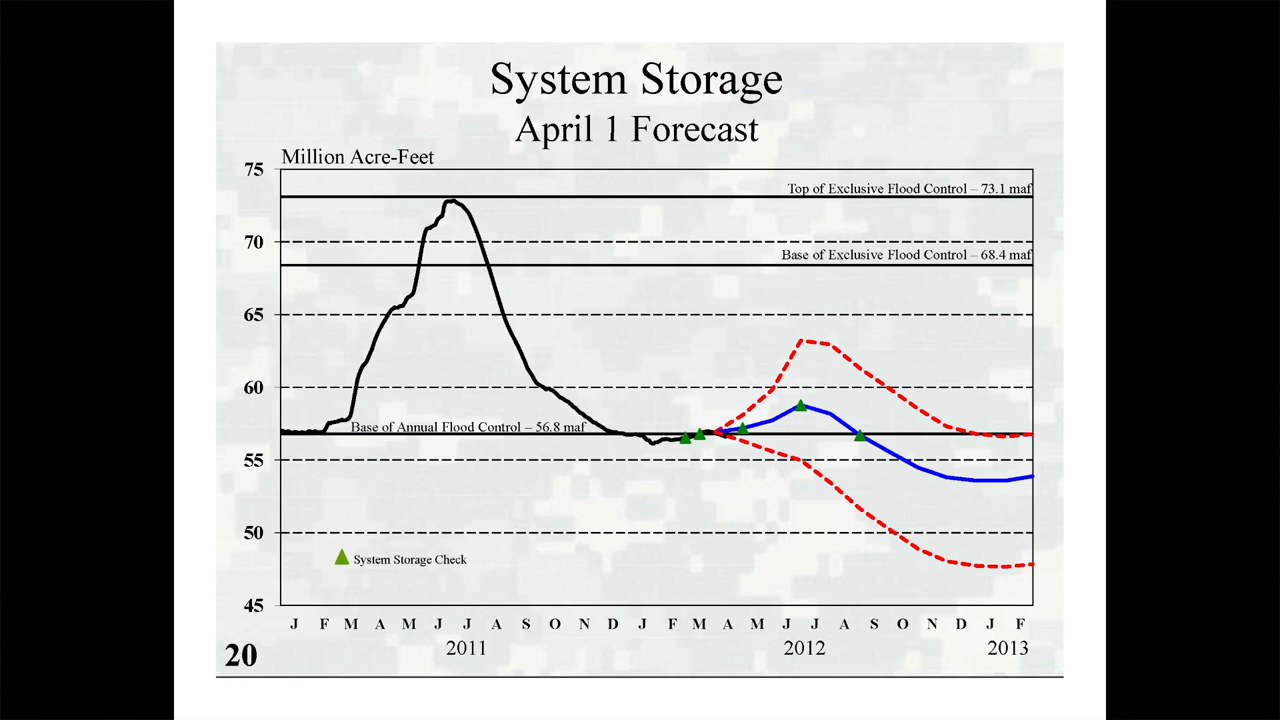 System Storage
April 1 Forecast
Million Acre-Feet
75
Top of Exclusive Flood Control – 73.1 maf
70
Base of Exclusive Flood Control – 68.4 maf
65
60
Base of Annual Flood Control – 56.8 maf
55
50
System Storage Check
45
J F M A M J J A S O N D J F M A M J J A S O N D J F
2011 2012 2013
20